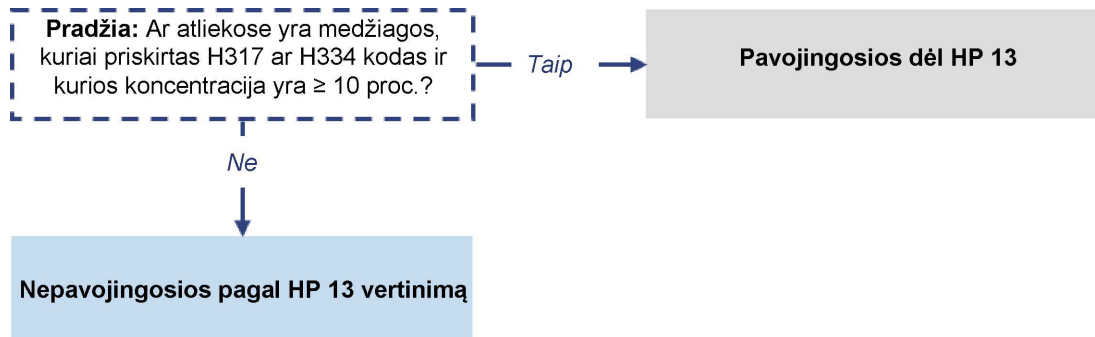 Pradžia: Ar atliekose yra medžiagos,
kuriai priskirtas H317 ar H334 kodas ir
kurios koncentracija yra ≥ 10 proc.?
Taip
Pavojingosios dėl HP 13
Ne
Nepavojingosios pagal HP 13 vertinimą